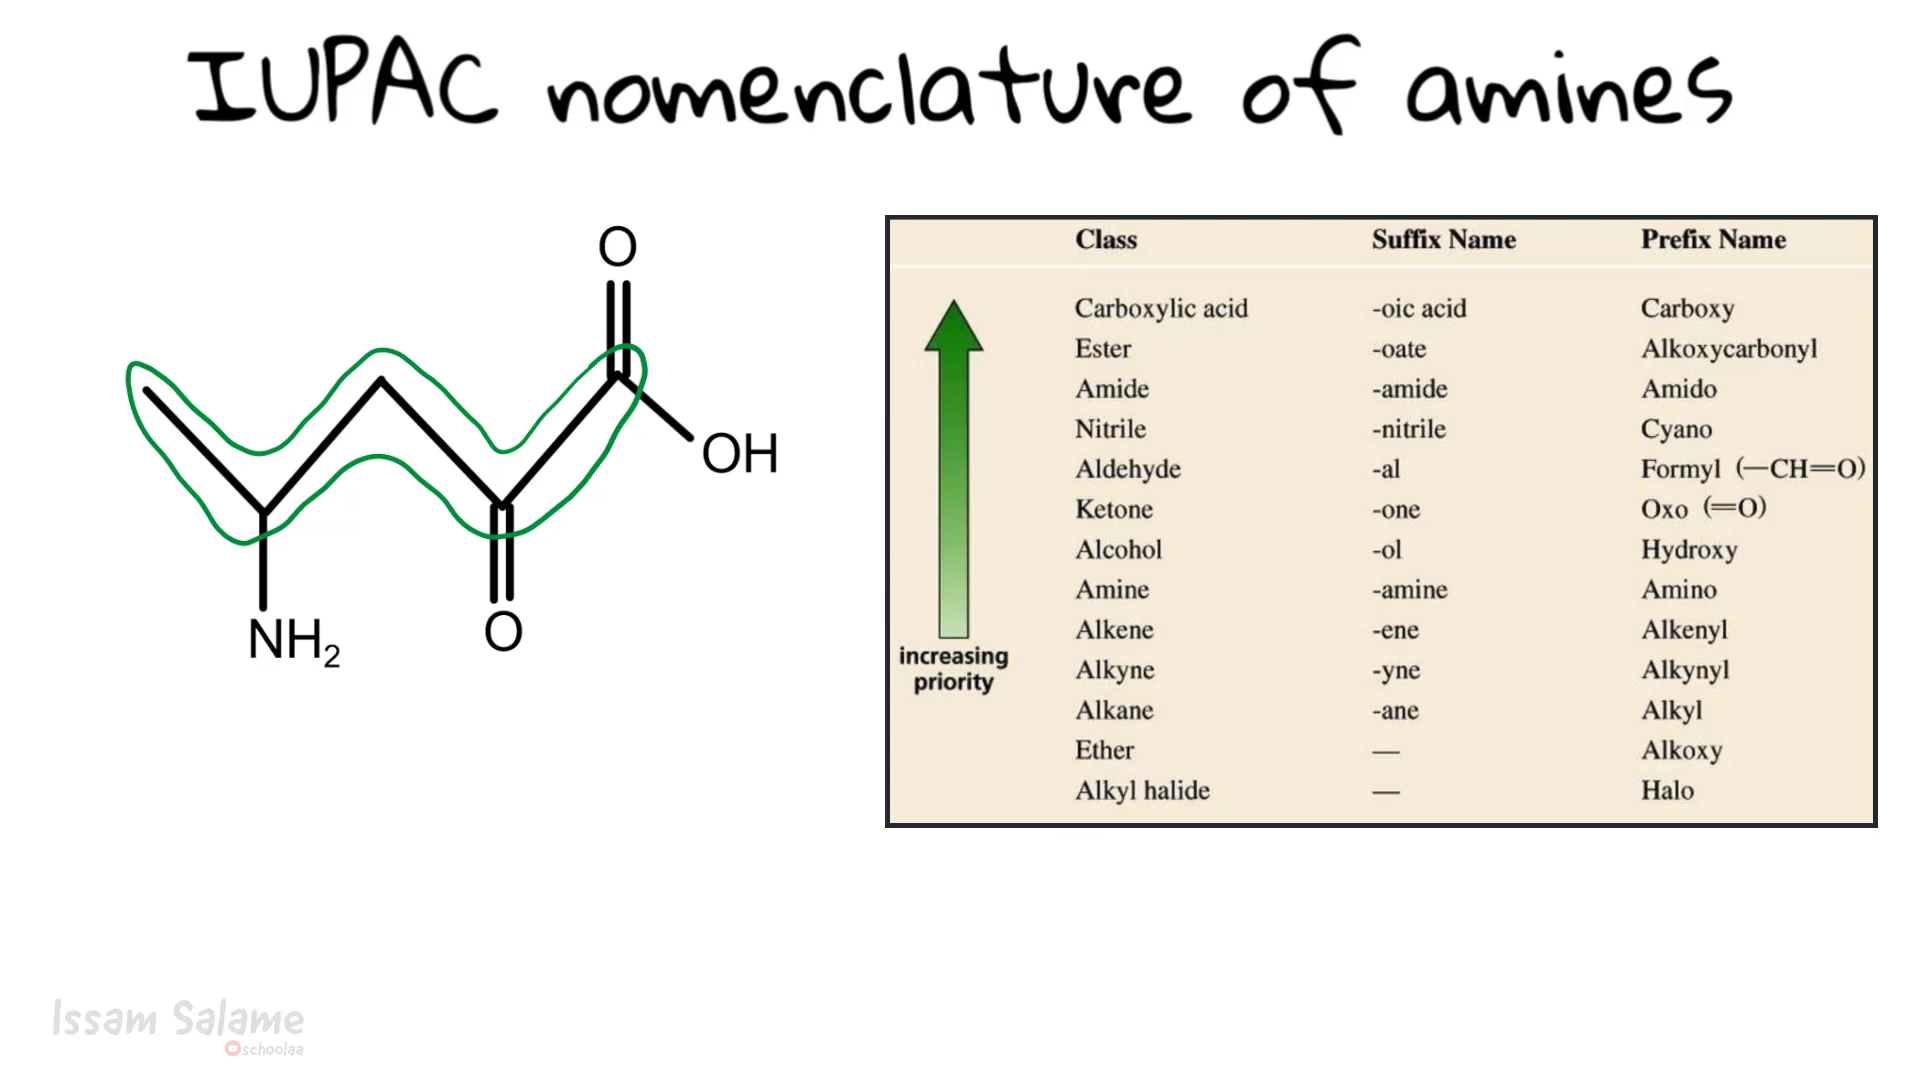 IUPAC nomenclature of amines
O
OH
NH2
O
Class Suffix Name Prefix Name
Carboxylic acid -oic acid Carboxy
Ester -oate Alkoxycarbonyl
Amide -amide Amido
Nitrile -nitrile Cyano
Aldehyde -al Formyl (—CH=O)
Ketone -one Oxo (=O)
Alcohol -ol Hydroxy
Amine -amine Amino
Alkene -ene Alkenyl
Alkyne -yne Alkynyl
Alkane -ane Alkyl
Ether — Alkoxy
Alkyl halide — Halo
increasing
priority
Issam Salame
schoolaa